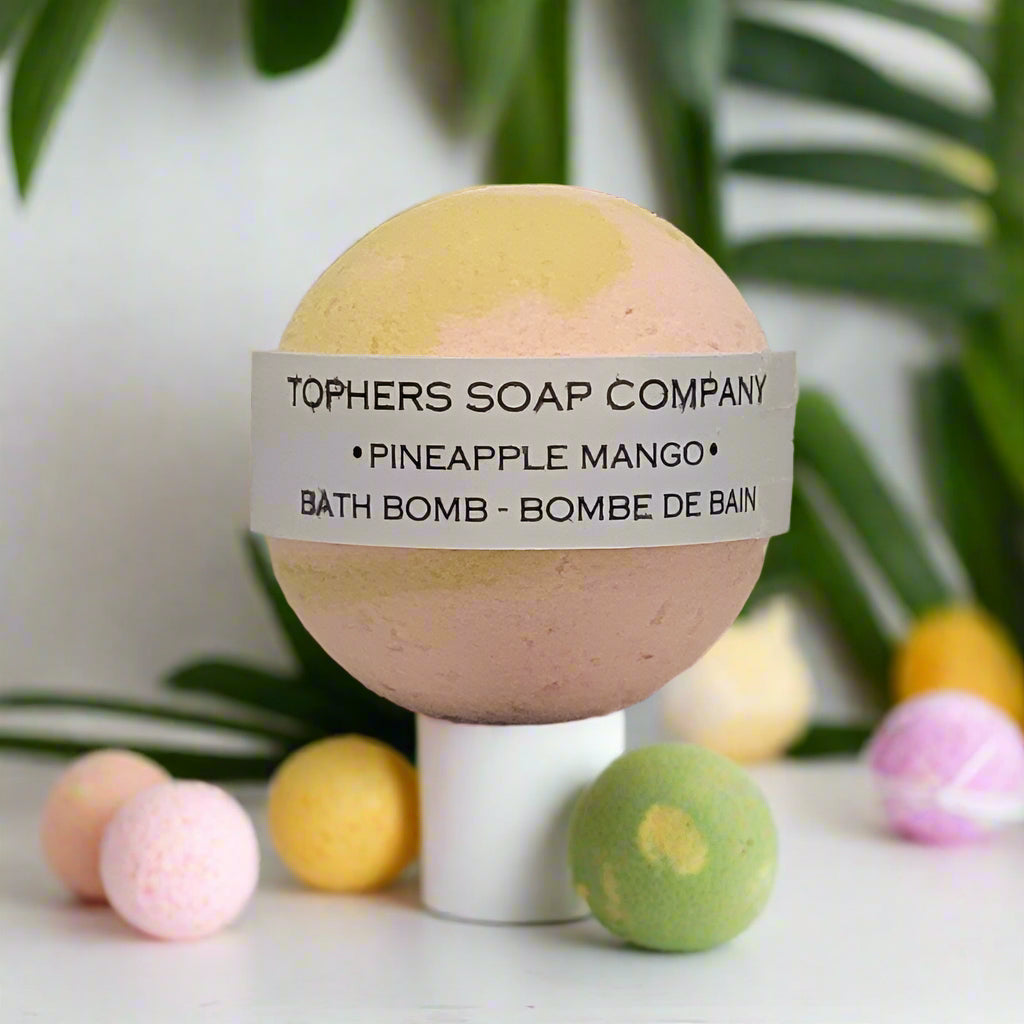 TOPHERS SOAP COMPANY
•PINEAPPLE MANGO•
BATH BOMB - BOMBE DE BAIN